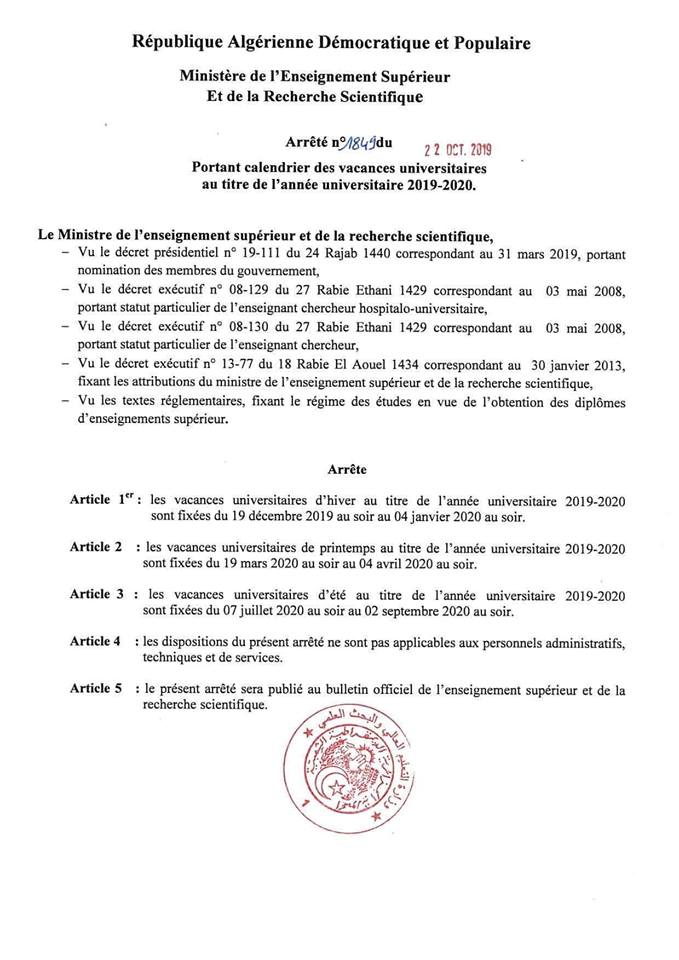 République Algérienne Démocratique et Populaire
Ministère de l'Enseignement Supérieur
Et de la Recherche Scientifique
Arrêté n°1849du 22 OCT. 2019
Portant calendrier des vacances universitaires
au titre de l'année universitaire 2019-2020.
Le Ministre de l'enseignement supérieur et de la recherche scientifique,
– Vu le décret présidentiel n° 19-111 du 24 Rajab 1440 correspondant au 31 mars 2019, portant
nomination des membres du gouvernement,
– Vu le décret exécutif n° 08-129 du 27 Rabie Ethani 1429 correspondant au 03 mai 2008,
portant statut particulier de l'enseignant chercheur hospitalo-universitaire,
– Vu le décret exécutif n° 08-130 du 27 Rabie Ethani 1429 correspondant au 03 mai 2008,
portant statut particulier de l'enseignant chercheur,
– Vu le décret exécutif n° 13-77 du 18 Rabie El Aouel 1434 correspondant au 30 janvier 2013,
fixant les attributions du ministre de l'enseignement supérieur et de la recherche scientifique,
– Vu les textes réglementaires, fixant le régime des études en vue de l'obtention des diplômes
d'enseignements supérieur.
Arrête
Article 1er : les vacances universitaires d'hiver au titre de l'année universitaire 2019-2020
sont fixées du 19 décembre 2019 au soir au 04 janvier 2020 au soir.
Article 2 : les vacances universitaires de printemps au titre de l'année universitaire 2019-2020
sont fixées du 19 mars 2020 au soir au 04 avril 2020 au soir.
Article 3 : les vacances universitaires d'été au titre de l'année universitaire 2019-2020
sont fixées du 07 juillet 2020 au soir au 02 septembre 2020 au soir.
Article 4 : les dispositions du présent arrêté ne sont pas applicables aux personnels administratifs,
techniques et de services.
Article 5 : le présent arrêté sera publié au bulletin officiel de l'enseignement supérieur et de la
recherche scientifique.
وزارة التعليم العالي والبحث العلمي
1